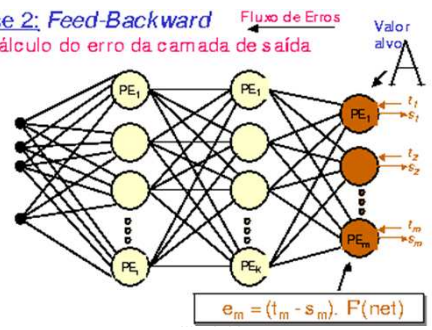 se 2: Feed-Backward
Fluxo de Erros
Valor
alvo
álculo do erro da camada de saída
A
PE1
PE1
PE1
t1
s1
t2
s2
PEi
PEk
PEm
tm
sm
em = (tm - sm). F'(net)